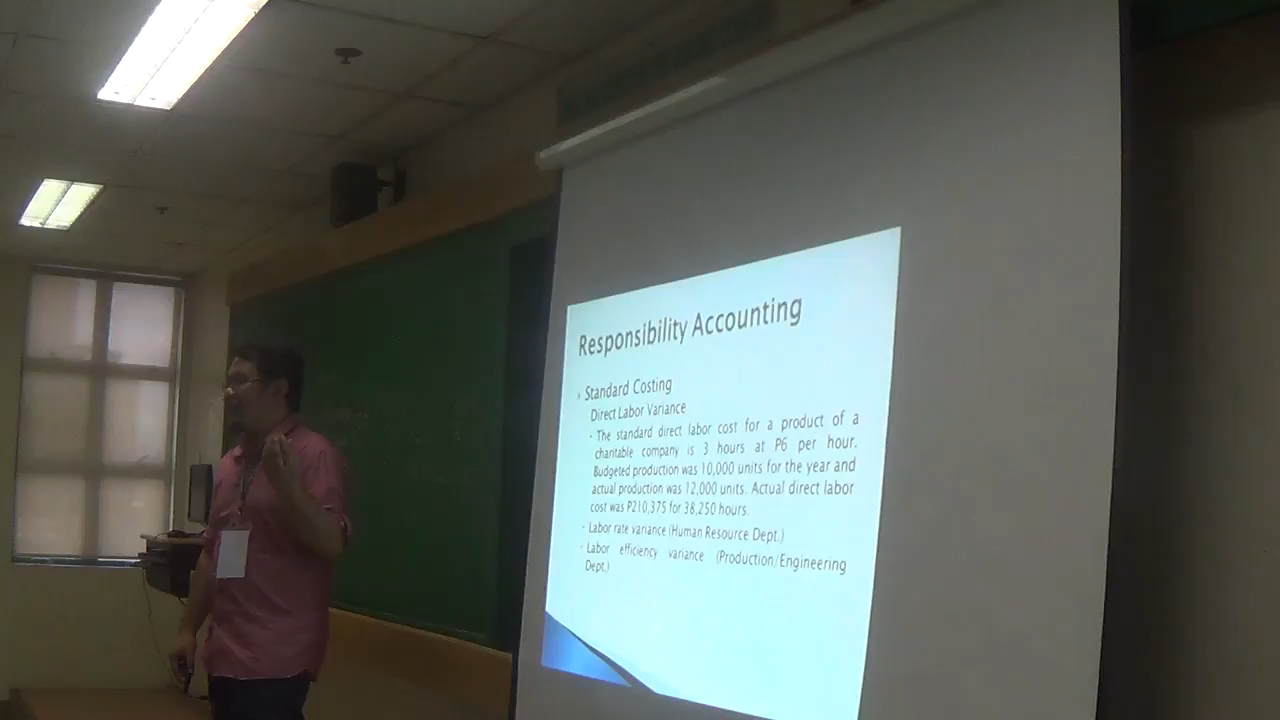 Responsibility Accounting
Standard Costing
Direct Labor Variance
The standard direct labor cost for a product of a
charitable company is 3 hours at P6 per hour.
Budgeted production was 10,000 units for the year and
actual production was 12,000 units. Actual direct labor
cost was P210,375 for 38,250 hours.
Labor rate variance (Human Resource Dept.)
Labor efficiency variance (Production/Engineering
Dept.)